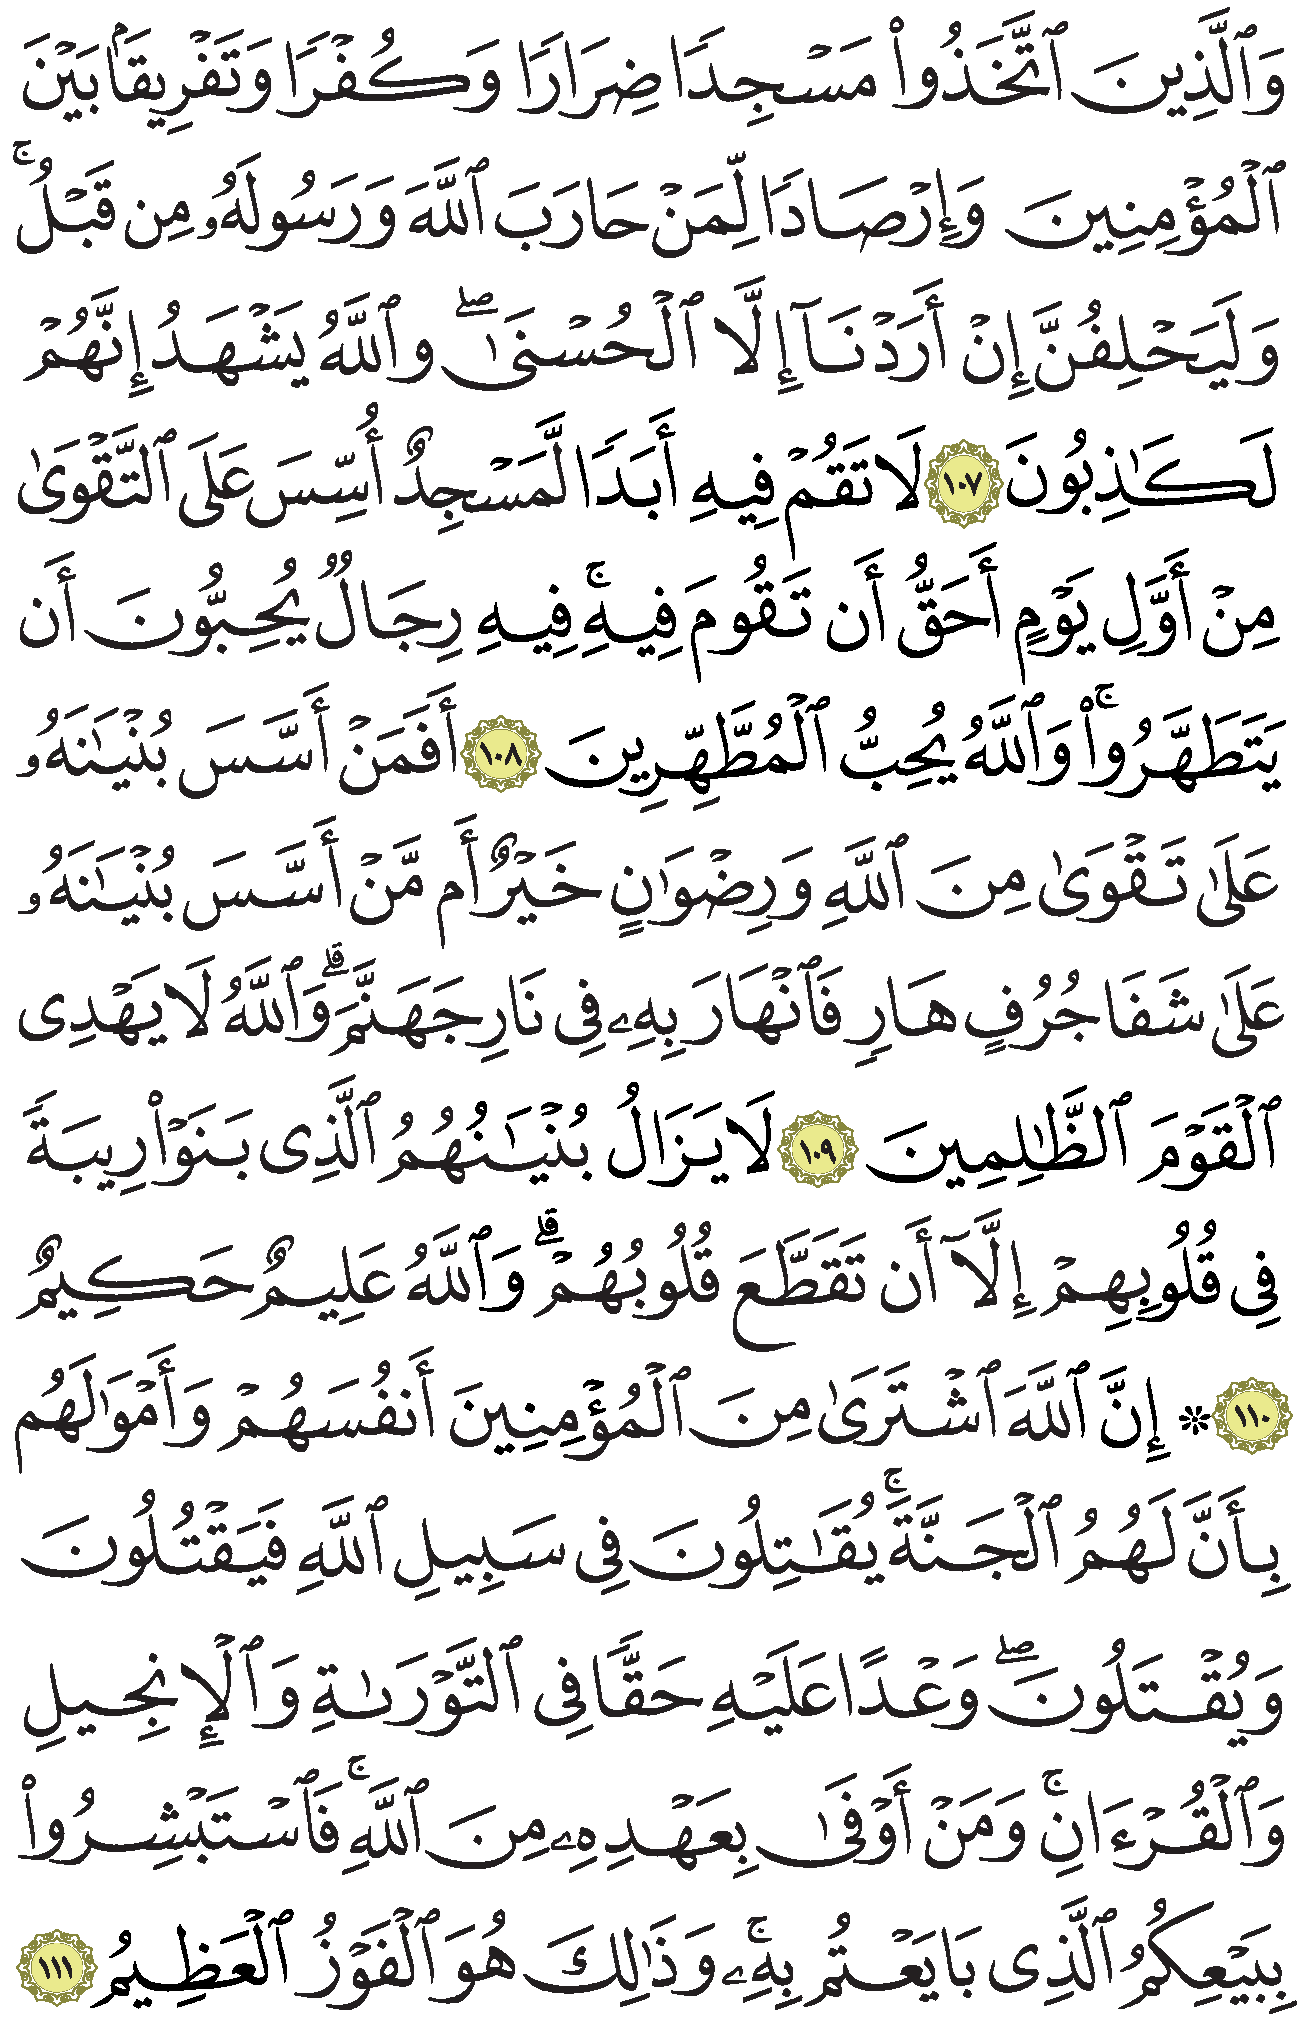 وَٱلَّذِينَ ٱتَّخَذُوا۟ مَسْجِدًا ضِرَارًا وَكُفْرًا وَتَفْرِيقًۢا بَيْنَ
ٱلْمُؤْمِنِينَ وَإِرْصَادًا لِّمَنْ حَارَبَ ٱللَّهَ وَرَسُولَهُۥ مِن قَبْلُ ۚ
وَلَيَحْلِفُنَّ إِنْ أَرَدْنَآ إِلَّا ٱلْحُسْنَىٰ ۖ وَٱللَّهُ يَشْهَدُ إِنَّهُمْ
لَكَـٰذِبُونَ ١٠٧ لَا تَقُمْ فِيهِ أَبَدًا لَّمَسْجِدٌ أُسِّسَ عَلَى ٱلتَّقْوَىٰ
مِنْ أَوَّلِ يَوْمٍ أَحَقُّ أَن تَقُومَ فِيهِ ۚ فِيهِ رِجَالٌ يُحِبُّونَ أَن
يَتَطَهَّرُوا۟ ۚ وَٱللَّهُ يُحِبُّ ٱلْمُطَّهِّرِينَ ١٠٨ أَفَمَنْ أَسَّسَ بُنْيَـٰنَهُۥ
عَلَىٰ تَقْوَىٰ مِنَ ٱللَّهِ وَرِضْوَٰنٍ خَيْرٌ أَم مَّنْ أَسَّسَ بُنْيَـٰنَهُۥ
عَلَىٰ شَفَا جُرُفٍ هَارٍ فَٱنْهَارَ بِهِۦ فِى نَارِ جَهَنَّمَ ۗ وَٱللَّهُ لَا يَهْدِى
ٱلْقَوْمَ ٱلظَّـٰلِمِينَ ١٠٩ لَا يَزَالُ بُنْيَـٰنُهُمُ ٱلَّذِى بَنَوْا۟ رِيبَةً
فِى قُلُوبِهِمْ إِلَّآ أَن تَقَطَّعَ قُلُوبُهُمْ ۗ وَٱللَّهُ عَلِيمٌ حَكِيمٌ
١١٠ ۞ إِنَّ ٱللَّهَ ٱشْتَرَىٰ مِنَ ٱلْمُؤْمِنِينَ أَنفُسَهُمْ وَأَمْوَٰلَهُم
بِأَنَّ لَهُمُ ٱلْجَنَّةَ ۚ يُقَـٰتِلُونَ فِى سَبِيلِ ٱللَّهِ فَيَقْتُلُونَ
وَيُقْتَلُونَ ۖ وَعْدًا عَلَيْهِ حَقًّا فِى ٱلتَّوْرَىٰةِ وَٱلْإِنجِيلِ
وَٱلْقُرْءَانِ ۚ وَمَنْ أَوْفَىٰ بِعَهْدِهِۦ مِنَ ٱللَّهِ ۚ فَٱسْتَبْشِرُوا۟
بِبَيْعِكُمُ ٱلَّذِى بَايَعْتُم بِهِۦ ۚ وَذَٰلِكَ هُوَ ٱلْفَوْزُ ٱلْعَظِيمُ ١١١